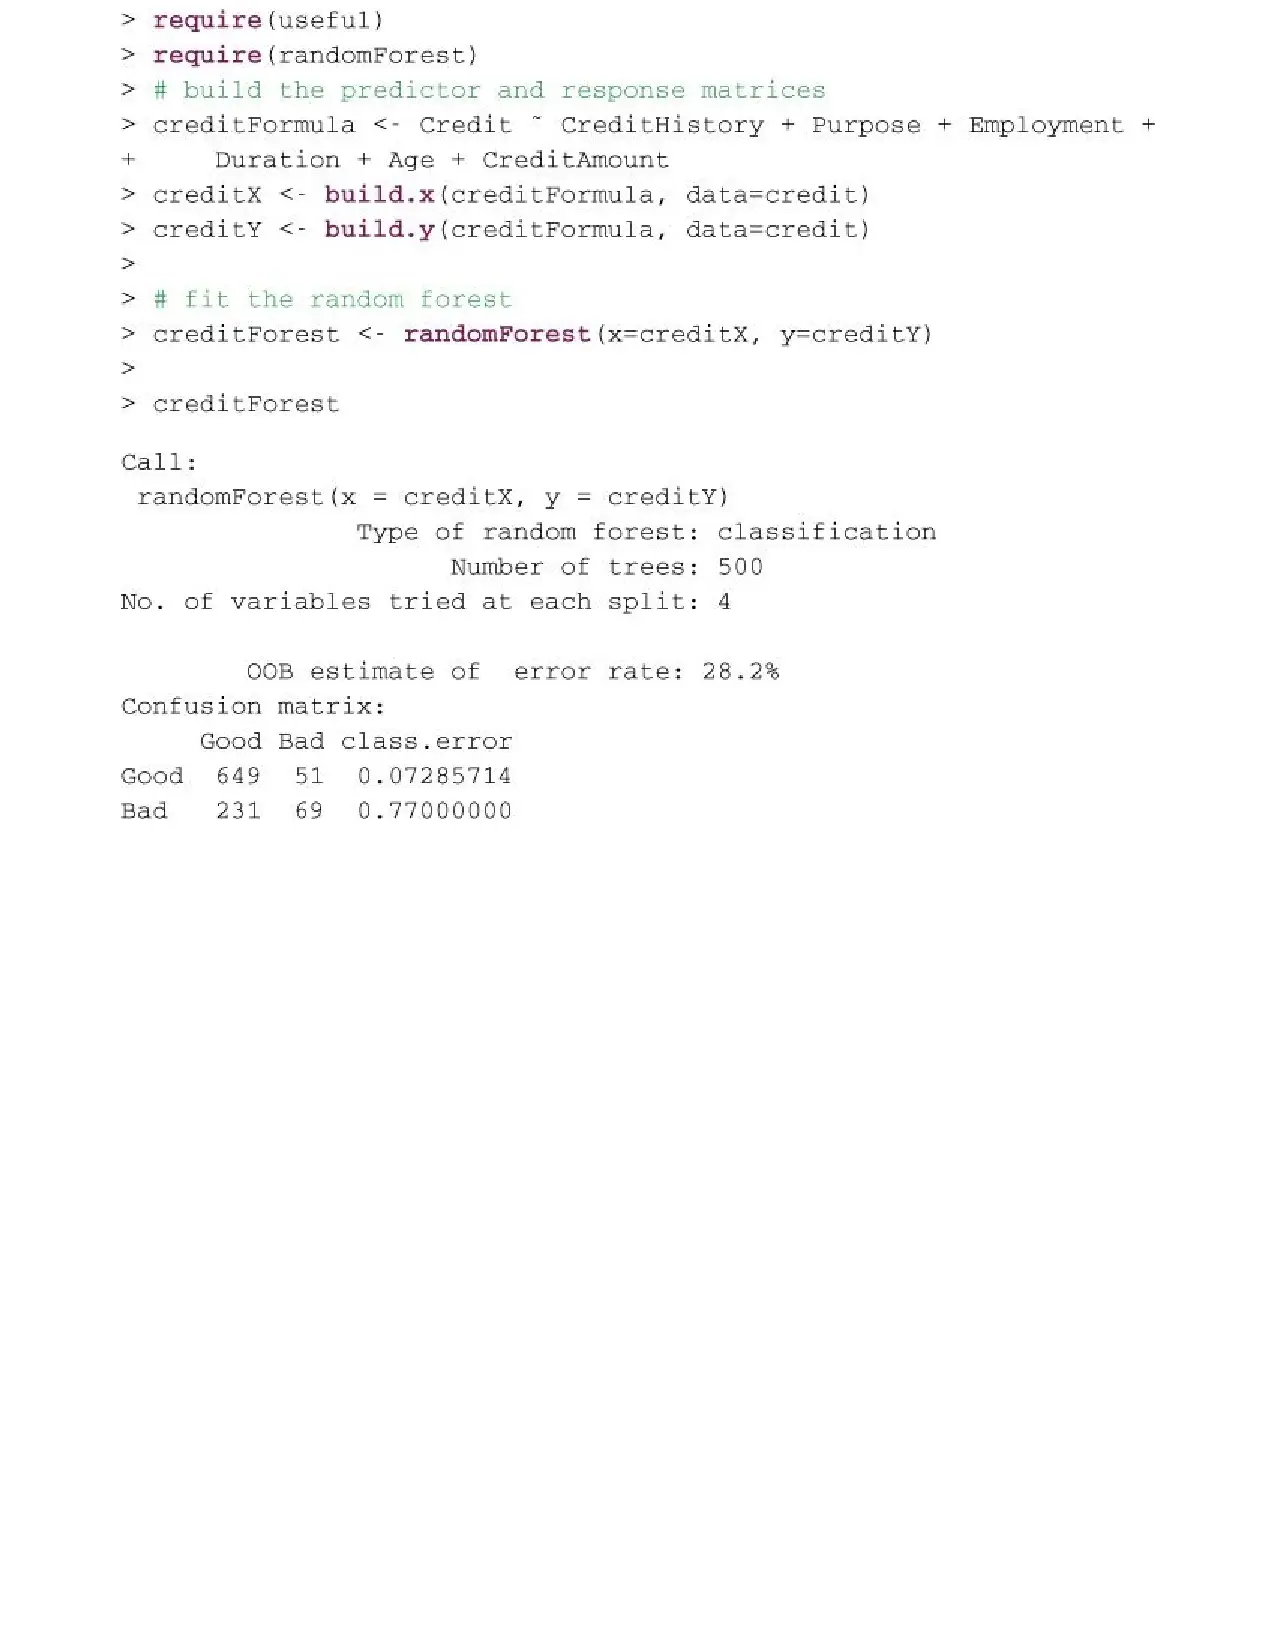 > require(useful)
> require(randomForest)
> # build the predictor and response matrices
> creditFormula <- Credit ~ CreditHistory + Purpose + Employment +
+     Duration + Age + CreditAmount
> creditX <- build.x(creditFormula, data=credit)
> creditY <- build.y(creditFormula, data=credit)
>
> # fit the random forest
> creditForest <- randomForest(x=creditX, y=creditY)
>
> creditForest
Call:
 randomForest(x = creditX, y = creditY)
               Type of random forest: classification
                     Number of trees: 500
No. of variables tried at each split: 4
        OOB estimate of  error rate: 28.2%
Confusion matrix:
     Good Bad class.error
Good  649  51  0.07285714
Bad   231  69  0.77000000